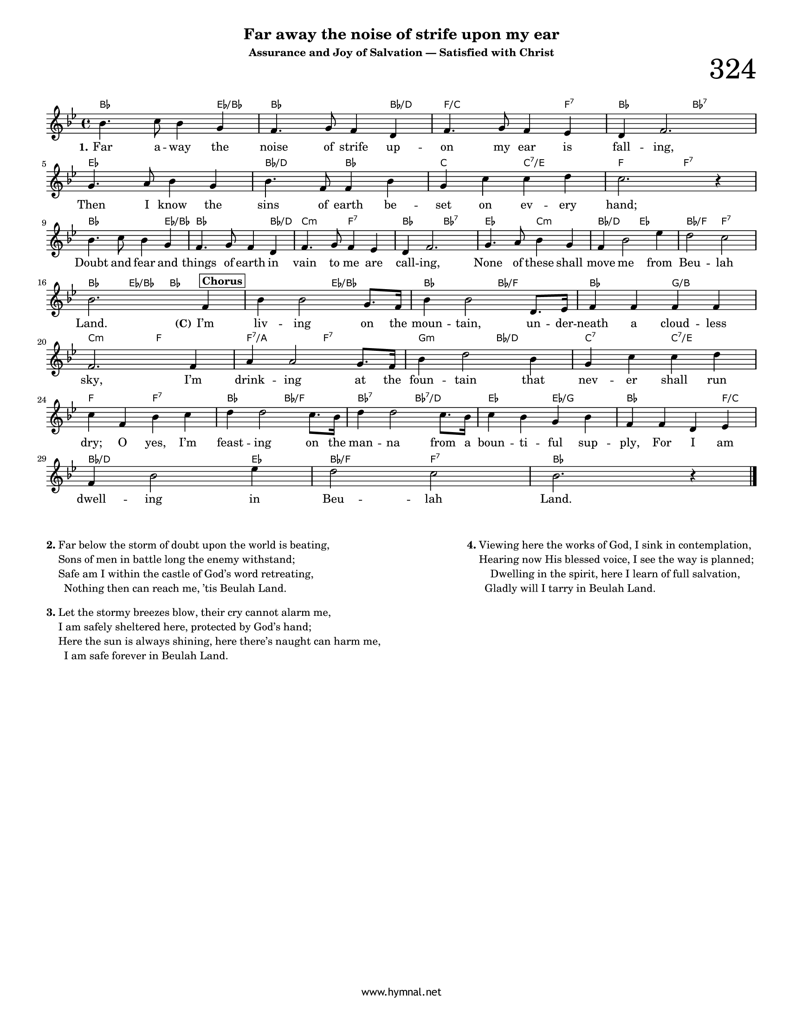 Far away the noise of strife upon my ear
Assurance and Joy of Salvation — Satisfied with Christ
324
B♭ E♭/B♭ B♭ B♭/D F/C F7 B♭ B♭7
1. Far a - way the noise of strife up - on my ear is fall - ing,
5 E♭ B♭/D B♭ C C7/E F F7
Then I know the sins of earth be - set on ev - ery hand;
9 B♭ E♭/B♭ B♭ B♭/D Cm F7 B♭ B♭7 E♭ Cm B♭/D E♭ B♭/F F7
Doubt and fear and things of earth in vain to me are call-ing, None of these shall move me from Beu - lah
16 B♭ E♭/B♭ B♭ Chorus E♭/B♭ B♭ B♭/F B♭ G/B
Land. (C) I'm liv - ing on the moun - tain, un - der-neath a cloud - less
20 Cm F F7/A F7 Gm B♭/D C7 C7/E
sky, I'm drink - ing at the foun - tain that nev - er shall run
24 F F7 B♭ B♭/F B♭7 B♭7/D E♭ E♭/G B♭ F/C
dry; O yes, I'm feast - ing on the man - na from a boun - ti - ful sup - ply, For I am
29 B♭/D E♭ B♭/F F7 B♭
dwell - ing in Beu - - lah Land.
2. Far below the storm of doubt upon the world is beating,
Sons of men in battle long the enemy withstand;
Safe am I within the castle of God's word retreating,
Nothing then can reach me, 'tis Beulah Land.
3. Let the stormy breezes blow, their cry cannot alarm me,
I am safely sheltered here, protected by God's hand;
Here the sun is always shining, here there's naught can harm me,
I am safe forever in Beulah Land.
4. Viewing here the works of God, I sink in contemplation,
Hearing now His blessed voice, I see the way is planned;
Dwelling in the spirit, here I learn of full salvation,
Gladly will I tarry in Beulah Land.
www.hymnal.net